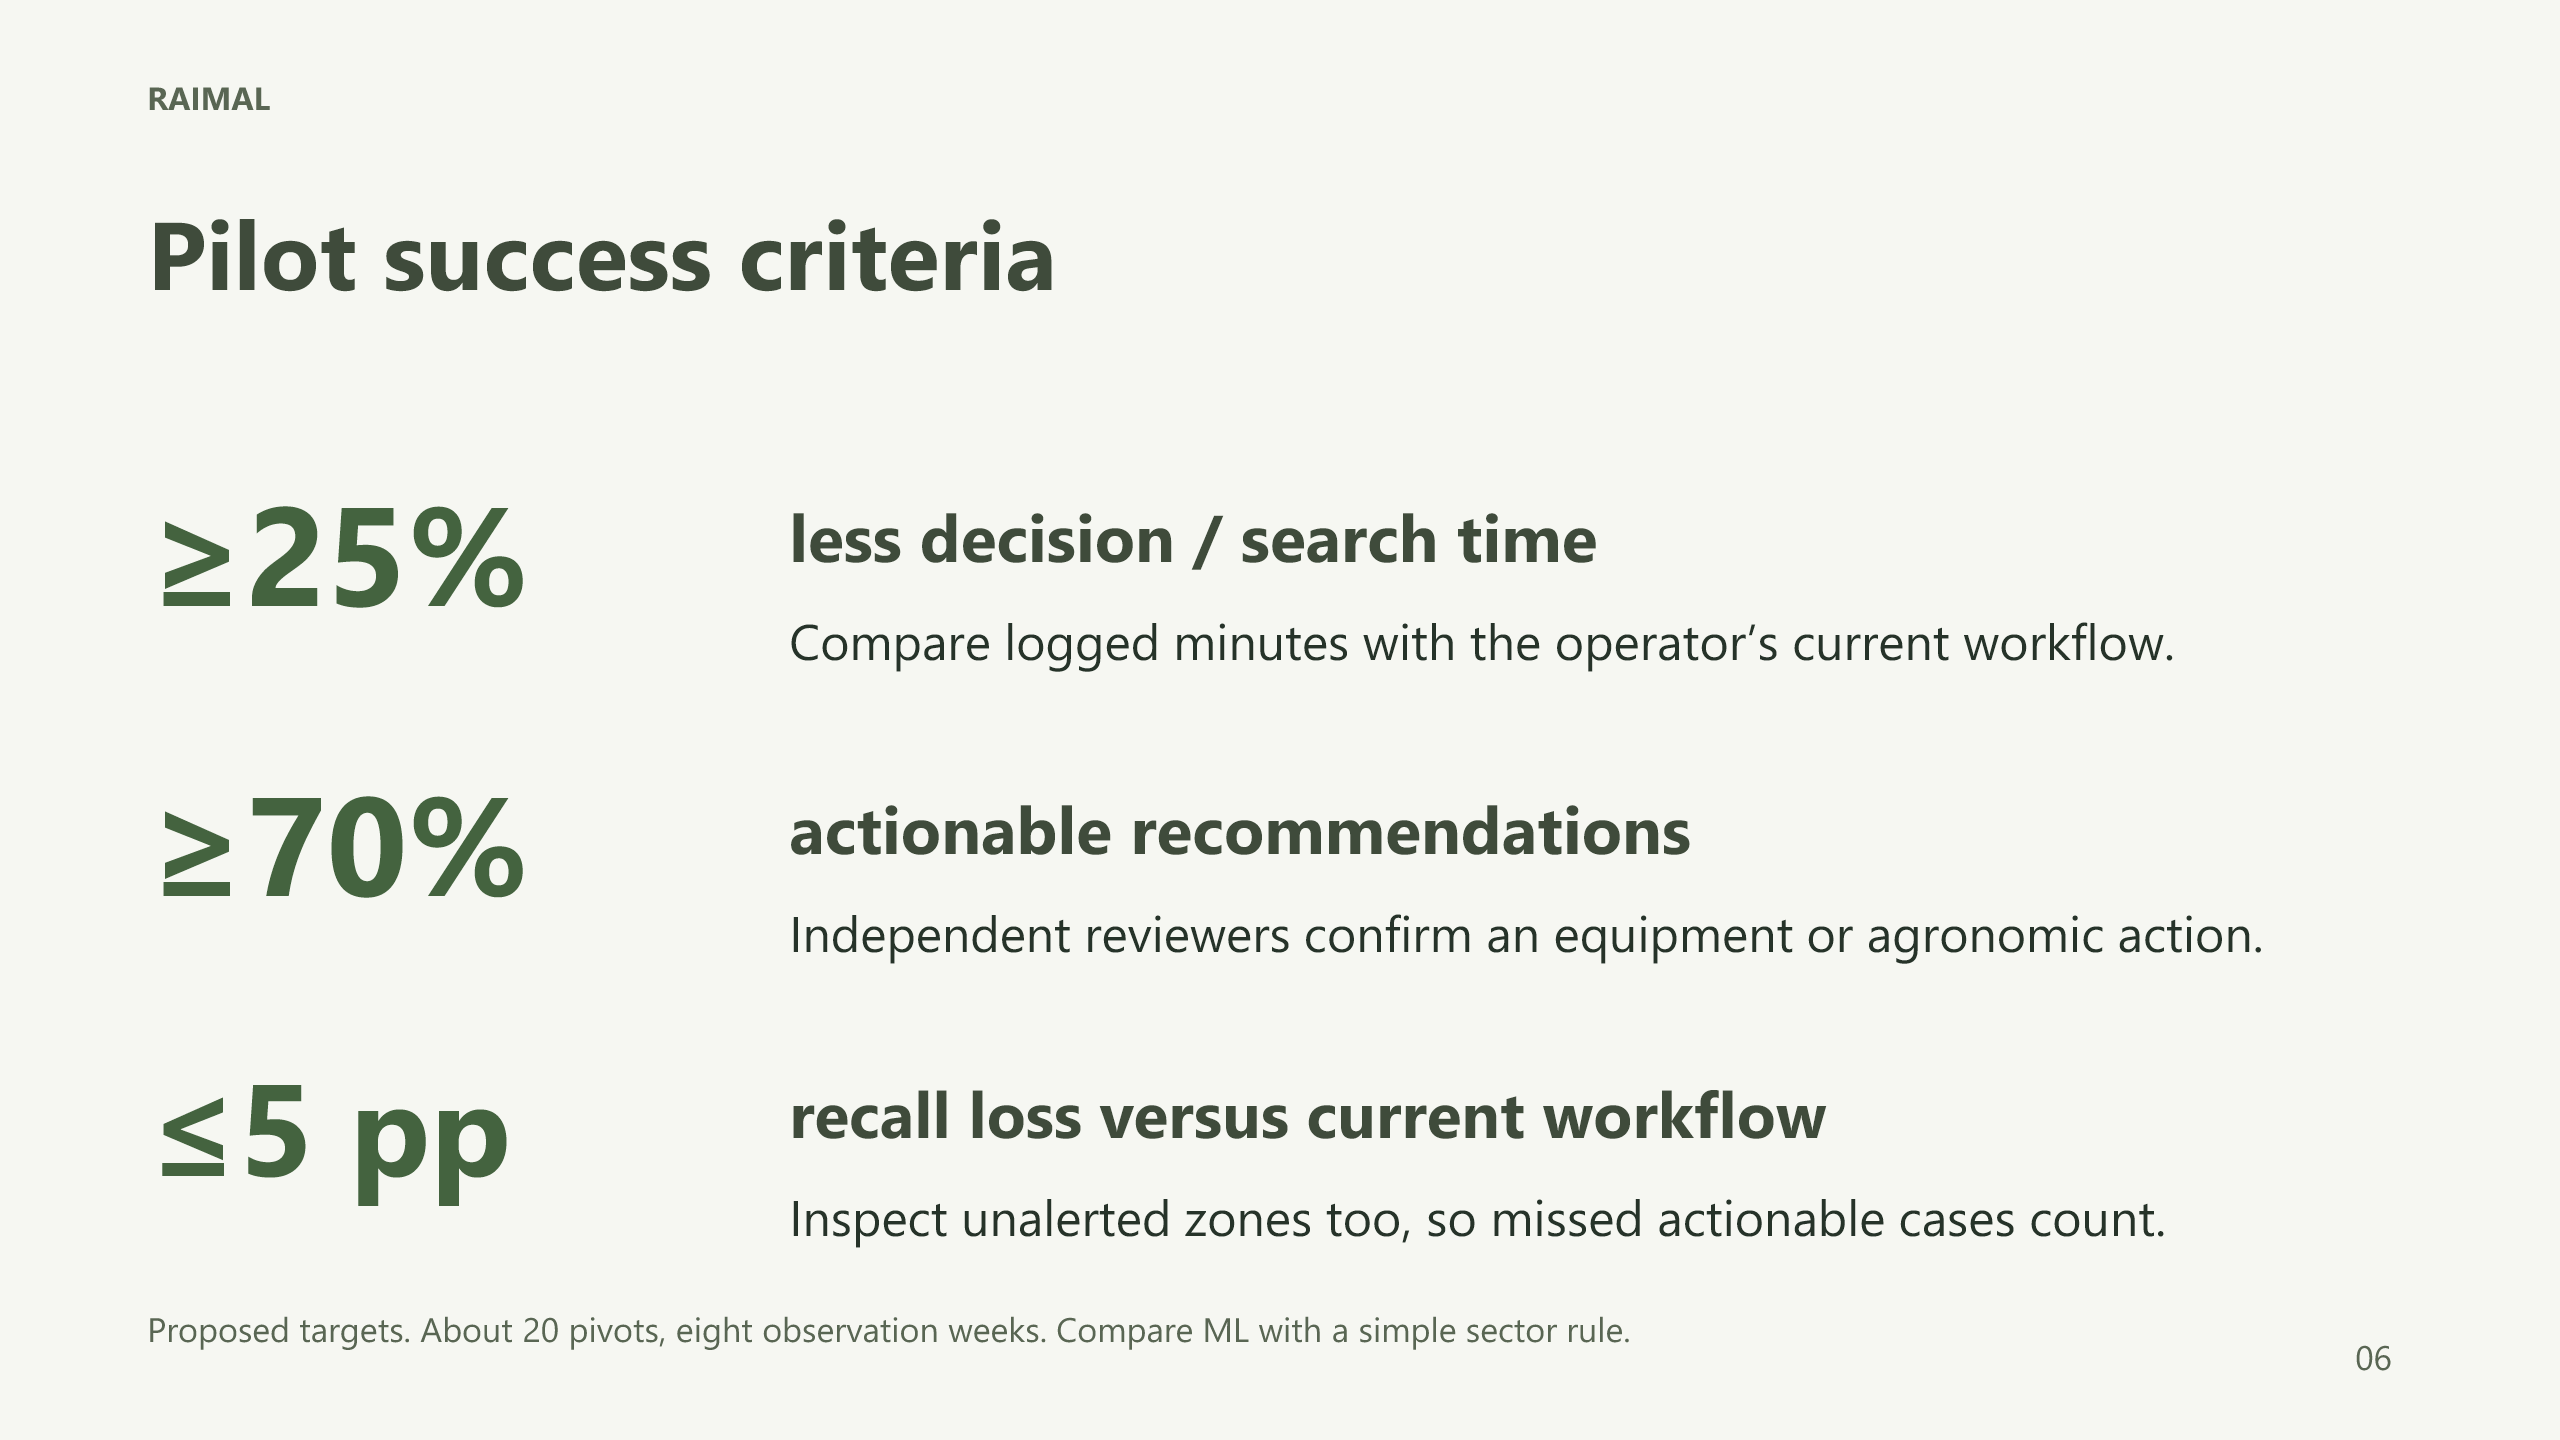 RAIMAL
Pilot success criteria
≥25%
less decision / search time
Compare logged minutes with the operator’s current workflow.
≥70%
actionable recommendations
Independent reviewers confirm an equipment or agronomic action.
≤5 pp
recall loss versus current workflow
Inspect unalerted zones too, so missed actionable cases count.
Proposed targets. About 20 pivots, eight observation weeks. Compare ML with a simple sector rule.
06